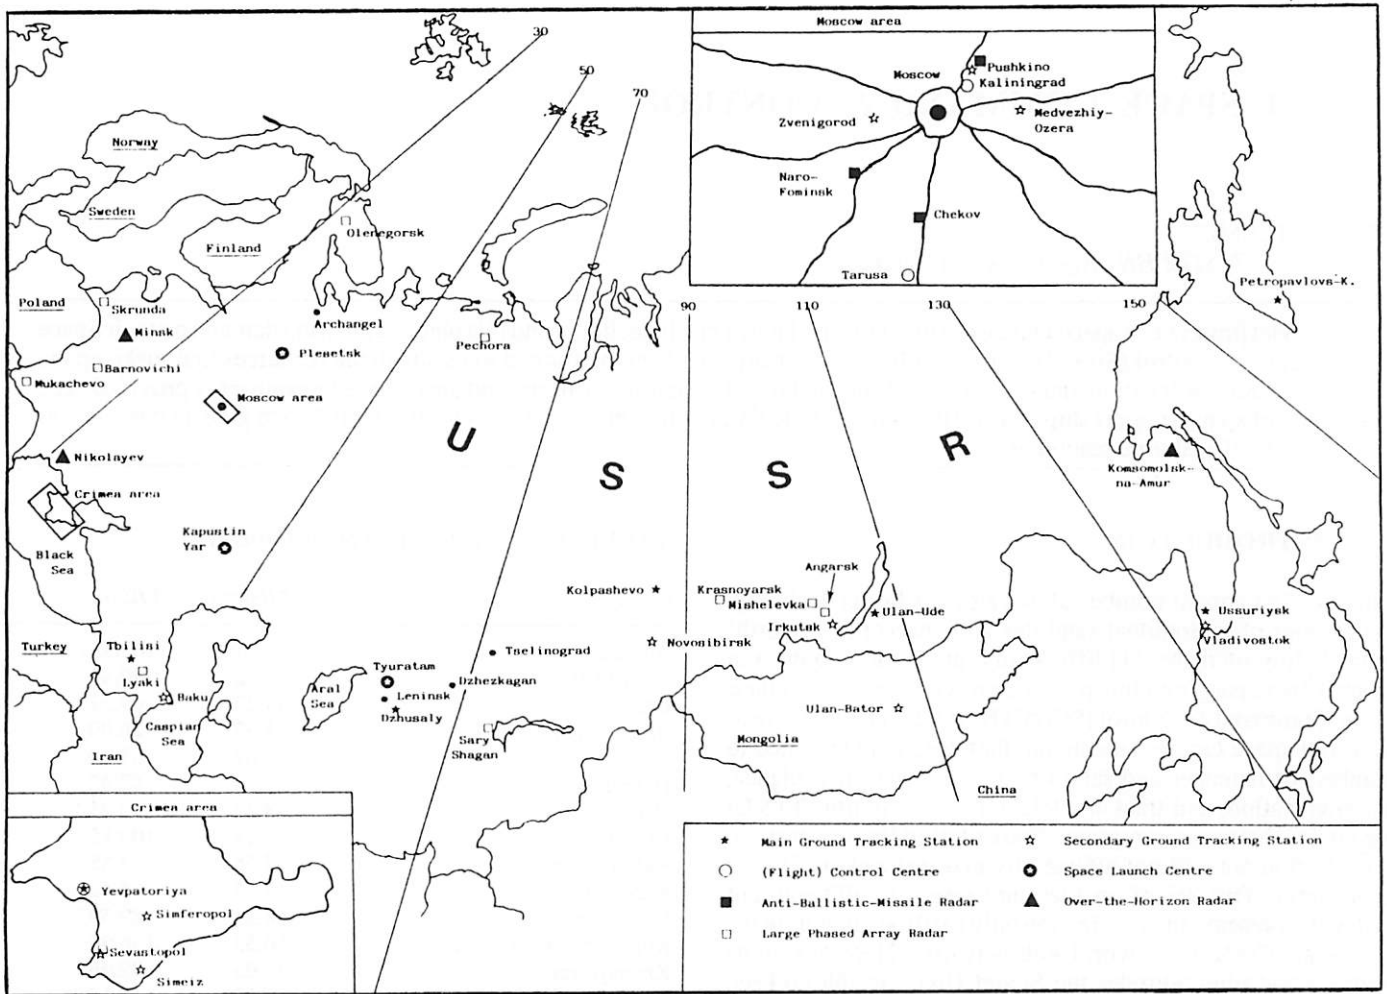 Moscow area
30
50
70
Moscow
Pushkino
Kaliningrad
Zvenigorod
Medvezhiy-
Ozera
Naro-
Fominsk
Chekov
Tarusa
Norway
Sweden
Finland
Olenegorsk
Poland
Skrunda
Minsk
Archangel
Plesetsk
Pechora
Barnovichi
Mukachevo
Moscow area
90
110
130
150
Petropavlovs-K.
U
S
S
R
Nikolayev
Crimea area
Komsomolsk-
na-Amur
Black
Sea
Kapustin
Yar
Kolpashevo
Krasnoyarsk
Angarsk
Mishelevka
Irkutsk
Ulan-Ude
Ussuriysk
Vladivostok
Turkey
Tbilisi
Lyaki
Baku
Caspian
Sea
Iran
Aral
Sea
Tyuratam
Leninsk
Dzhusaly
Dzhezkagan
Tselinograd
Novosibirsk
Sary
Shagan
Ulan-Bator
Mongolia
China
Crimea area
Yevpatoriya
Simferopol
Sevastopol
Simeiz
Main Ground Tracking Station
Secondary Ground Tracking Station
(Flight) Control Centre
Space Launch Centre
Anti-Ballistic-Missile Radar
Over-the-Horizon Radar
Large Phased Array Radar